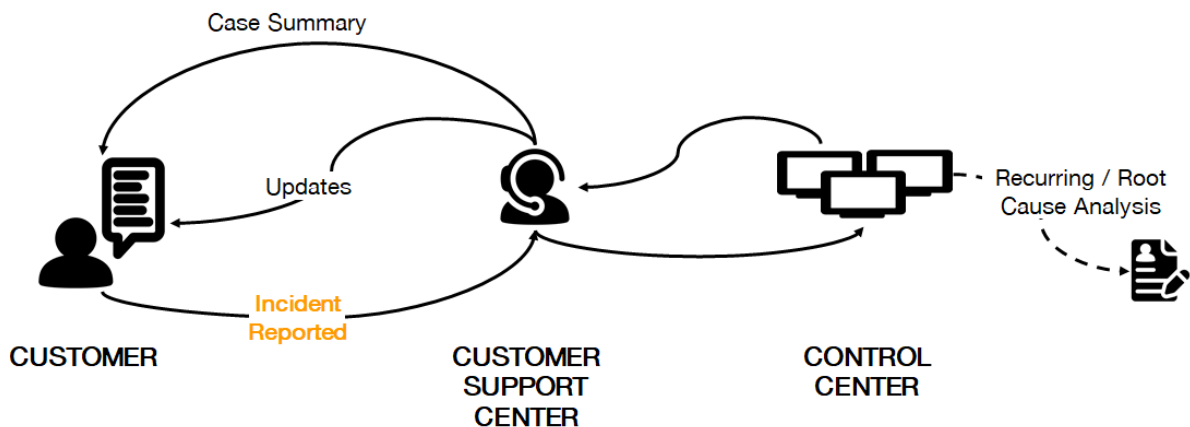 Case Summary
Updates
Recurring / Root
Cause Analysis
Incident
Reported
CUSTOMER
CUSTOMER
SUPPORT
CENTER
CONTROL
CENTER